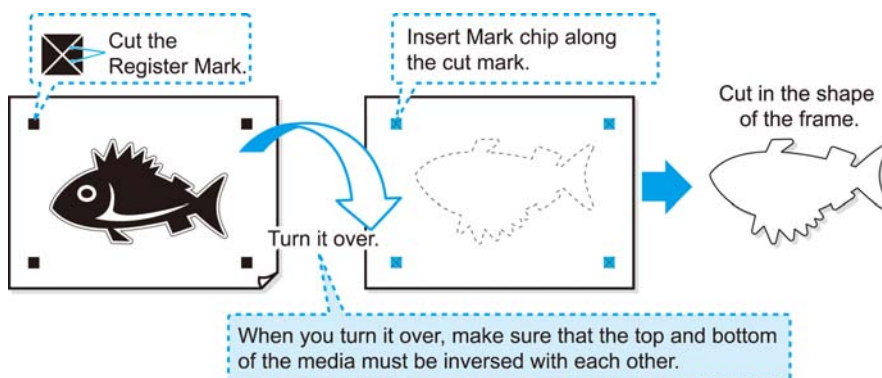 Cut the
Register Mark.
Insert Mark chip along
the cut mark.
Cut in the shape
of the frame.
Turn it over.
When you turn it over, make sure that the top and bottom
of the media must be inversed with each other.